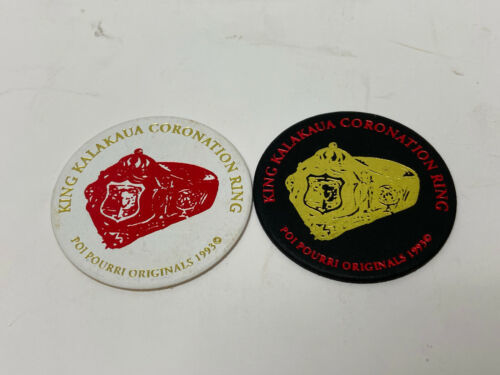 KING KALAKAUA CORONATION RING
POI POURRI ORIGINALS 1993©
KING KALAKAUA CORONATION RING
POI POURRI ORIGINALS 1993©